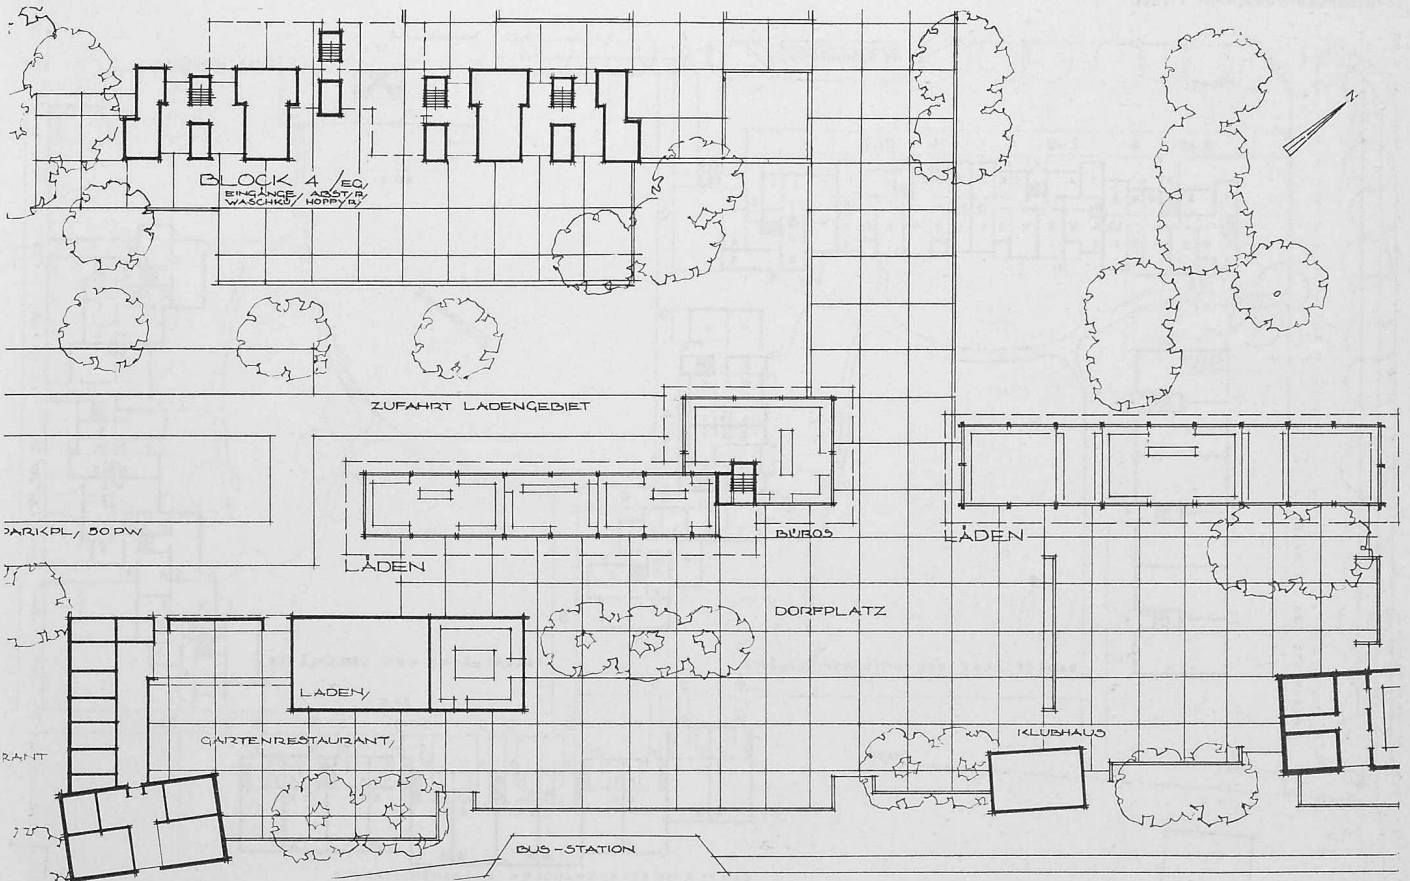 N
BLOCK 4 /EG/
EINGÄNGE/ ABST/R/
WASCHKÜ/ HOPPYR/
ZUFAHRT LADENGEBIET
PARKPL/ 50 PW
LÄDEN
BÜROS
LÄDEN
DORFPLATZ
LADEN/
GARTENRESTAURANT/
RANT
KLUBHAUS
BUS-STATION